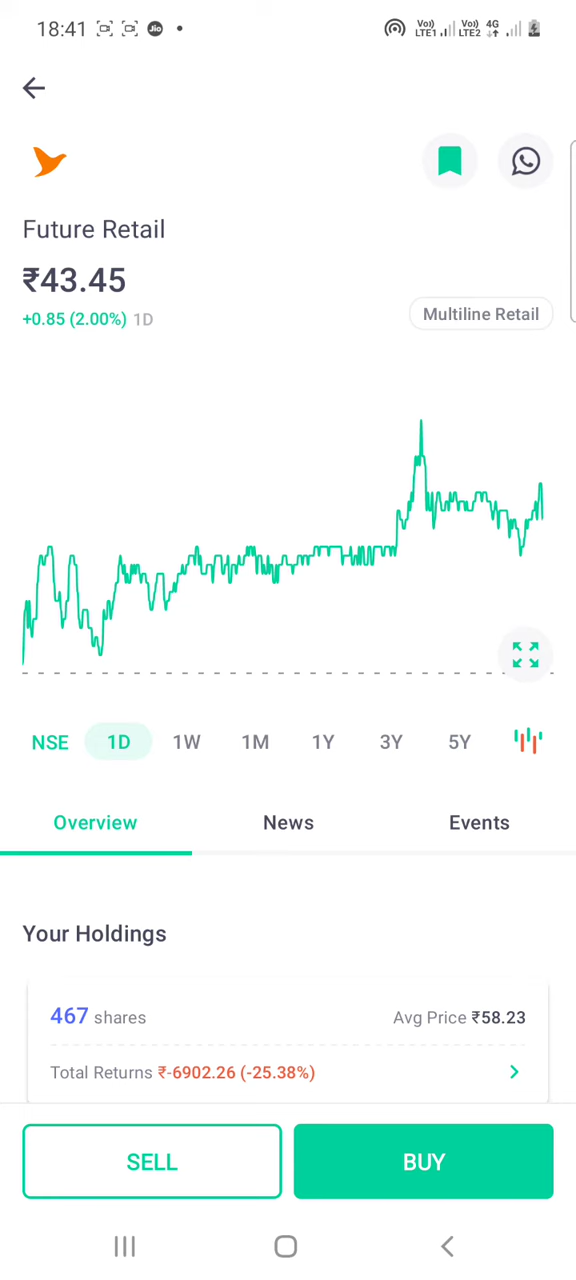 18:41 Jio Vo) LTE1 Vo) LTE2 4G
Future Retail
₹43.45
+0.85 (2.00%) 1D
Multiline Retail
NSE 1D 1W 1M 1Y 3Y 5Y
Overview News Events
Your Holdings
467 shares Avg Price ₹58.23
Total Returns ₹-6902.26 (-25.38%)
SELL BUY